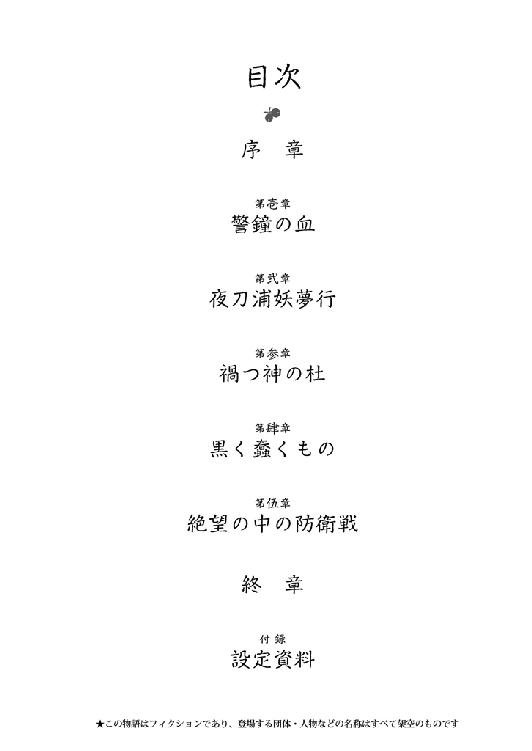 目次
序　章
第壱章
警鐘の血
第弐章
夜刀浦妖夢行
第参章
禍つ神の杜
第肆章
黒く蠢くもの
第伍章
絶望の中の防衛戦
終　章
付 録
設定資料
★この物語はフィクションであり、登場する団体・人物などの名称はすべて架空のものです